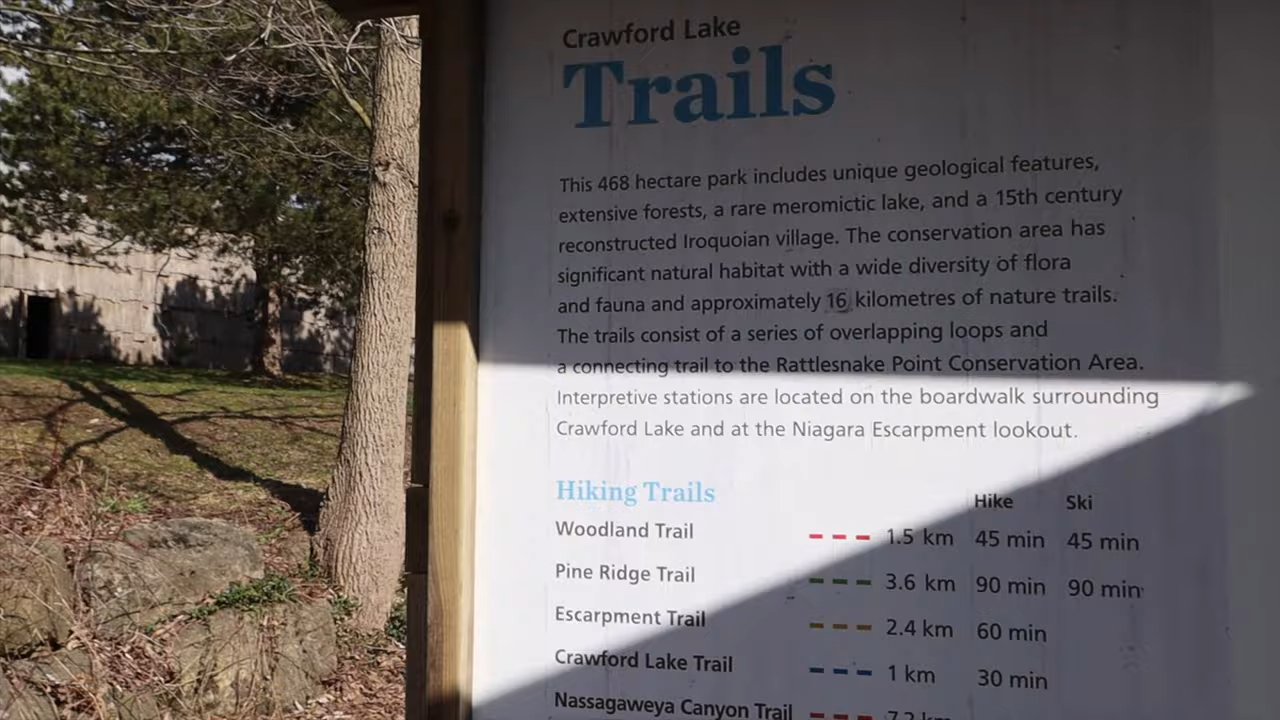 Crawford Lake
Trails
This 468 hectare park includes unique geological features,
extensive forests, a rare meromictic lake, and a 15th century
reconstructed Iroquoian village. The conservation area has
significant natural habitat with a wide diversity of flora
and fauna and approximately 16 kilometres of nature trails.
The trails consist of a series of overlapping loops and
a connecting trail to the Rattlesnake Point Conservation Area.
Interpretive stations are located on the boardwalk surrounding
Crawford Lake and at the Niagara Escarpment lookout.
Hiking Trails Hike Ski
Woodland Trail 1.5 km 45 min 45 min
Pine Ridge Trail 3.6 km 90 min 90 min
Escarpment Trail 2.4 km 60 min
Crawford Lake Trail 1 km 30 min
Nassagaweya Canyon Trail 7.2 km